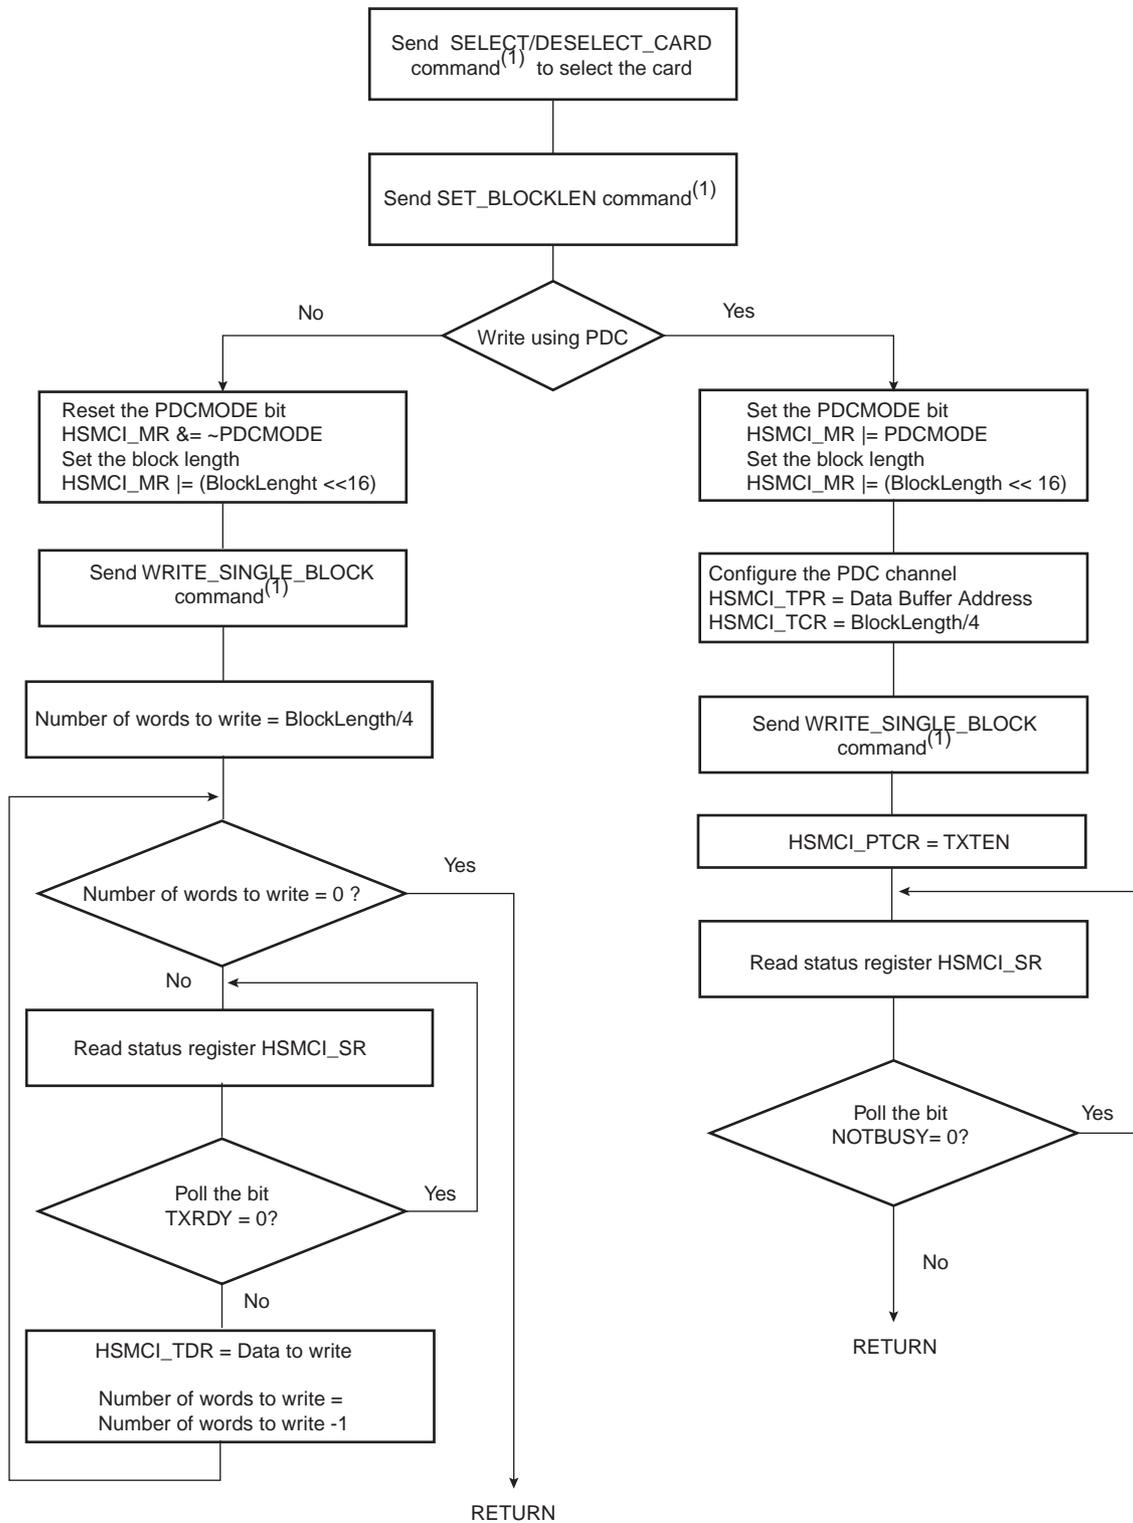 Send SELECT/DESELECT_CARD
command(1) to select the card
Send SET_BLOCKLEN command(1)
No
Yes
Write using PDC
Reset the PDCMODE bit
HSMCI_MR &= ~PDCMODE
Set the block length
HSMCI_MR |= (BlockLenght <<16)
Send WRITE_SINGLE_BLOCK
command(1)
Number of words to write = BlockLength/4
Number of words to write = 0 ?
Yes
No
Read status register HSMCI_SR
Poll the bit
TXRDY = 0?
Yes
No
HSMCI_TDR = Data to write
Number of words to write =
Number of words to write -1
RETURN
Set the PDCMODE bit
HSMCI_MR |= PDCMODE
Set the block length
HSMCI_MR |= (BlockLength << 16)
Configure the PDC channel
HSMCI_TPR = Data Buffer Address
HSMCI_TCR = BlockLength/4
Send WRITE_SINGLE_BLOCK
command(1)
HSMCI_PTCR = TXTEN
Read status register HSMCI_SR
Poll the bit
NOTBUSY= 0?
Yes
No
RETURN